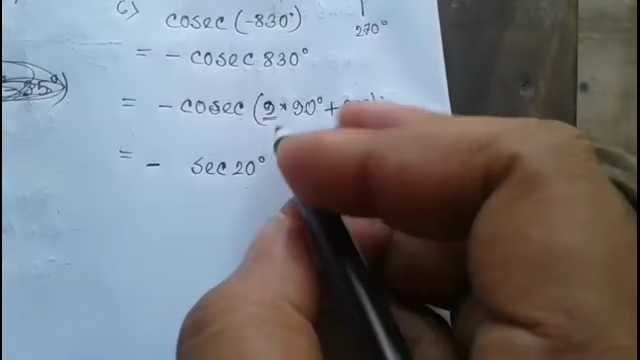 c)
cosec (-830°)
270°
= - cosec 830°
= - cosec (9*90°+
= - sec 20°